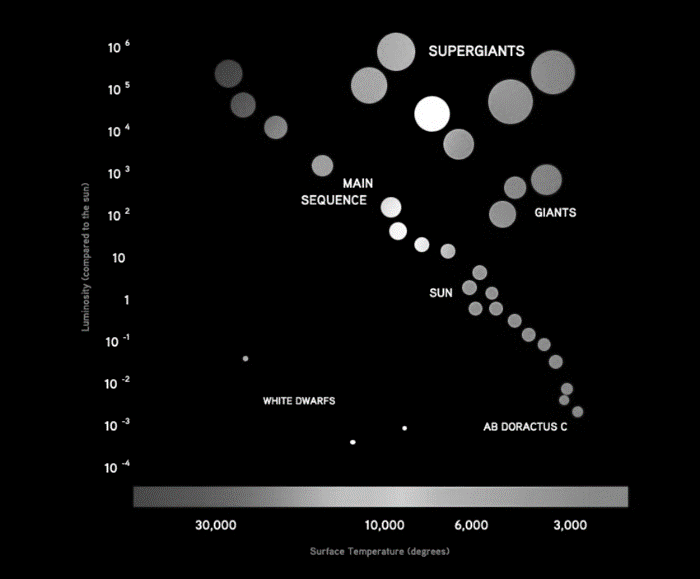 10 6
SUPERGIANTS
10 5
10 4
10 3
MAIN
SEQUENCE
10 2
GIANTS
10
SUN
1
10 -1
10 -2
WHITE DWARFS
10 -3
AB DORACTUS C
10 -4
Luminosity (compared to the sun)
30,000
10,000
6,000
3,000
Surface Temperature (degrees)